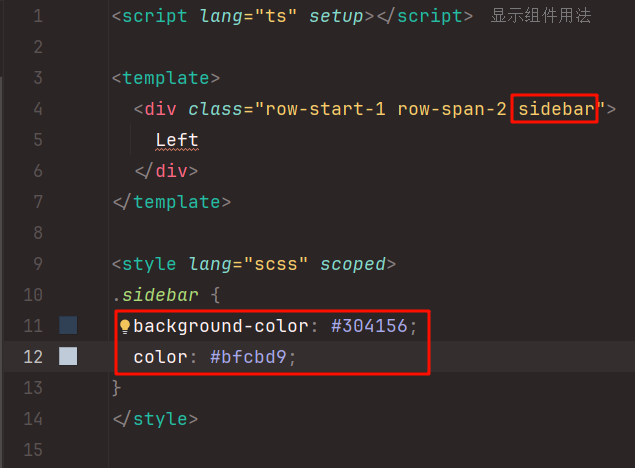 1 <script lang="ts" setup></script> 显示组件用法
2
3 <template>
4 <div class="row-start-1 row-span-2 sidebar">
5 Left
6 </div>
7 </template>
8
9 <style lang="scss" scoped>
10 .sidebar {
11 background-color: #304156;
12 color: #bfcbd9;
13 }
14 </style>
15